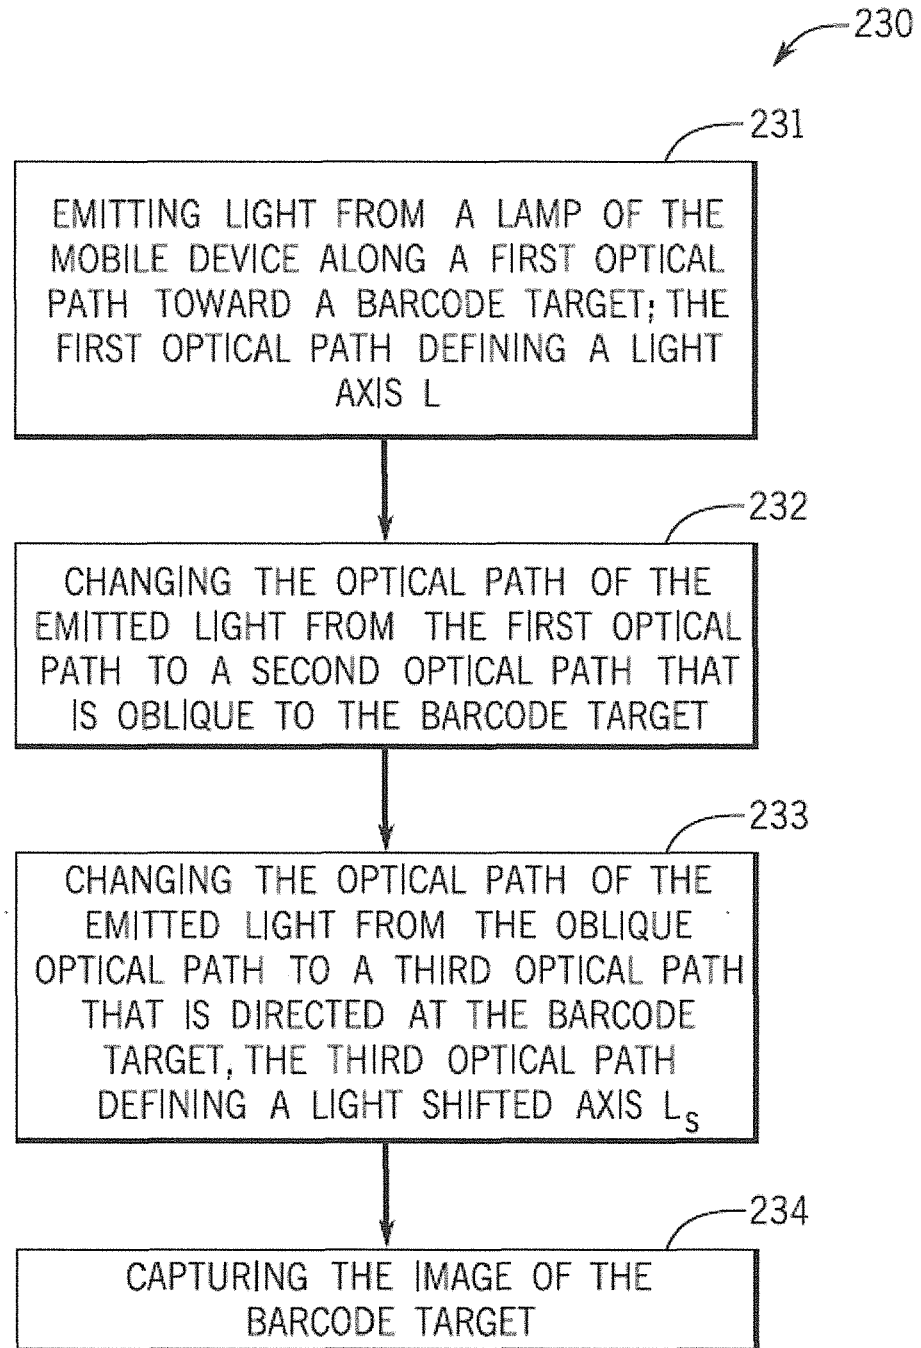 230
231
EMITTING LIGHT FROM A LAMP OF THE
MOBILE DEVICE ALONG A FIRST OPTICAL
PATH TOWARD A BARCODE TARGET; THE
FIRST OPTICAL PATH DEFINING A LIGHT
AXIS L
232
CHANGING THE OPTICAL PATH OF THE
EMITTED LIGHT FROM THE FIRST OPTICAL
PATH TO A SECOND OPTICAL PATH THAT
IS OBLIQUE TO THE BARCODE TARGET
233
CHANGING THE OPTICAL PATH OF THE
EMITTED LIGHT FROM THE OBLIQUE
OPTICAL PATH TO A THIRD OPTICAL PATH
THAT IS DIRECTED AT THE BARCODE
TARGET, THE THIRD OPTICAL PATH
DEFINING A LIGHT SHIFTED AXIS Ls
234
CAPTURING THE IMAGE OF THE
BARCODE TARGET